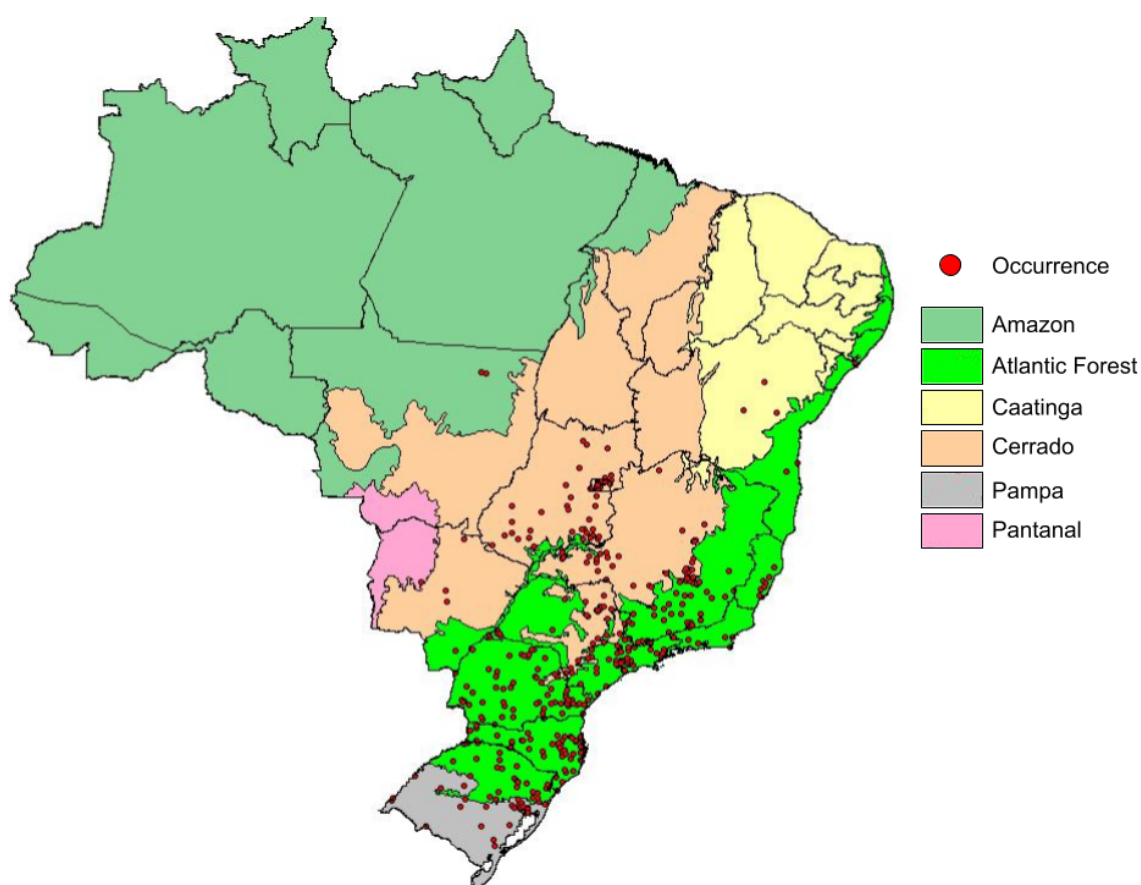 Occurrence
Amazon
Atlantic Forest
Caatinga
Cerrado
Pampa
Pantanal